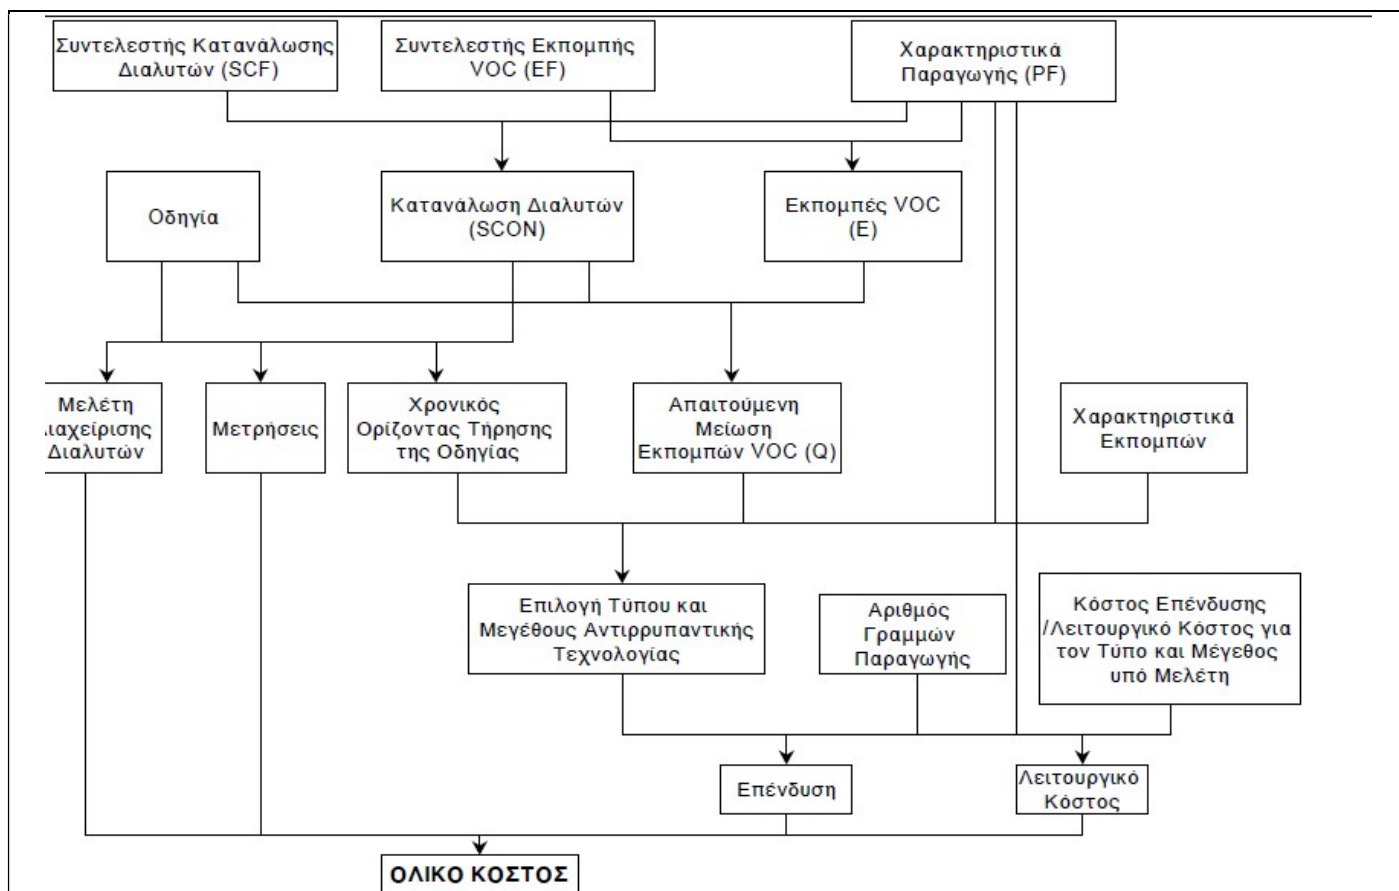 Συντελεστής Κατανάλωσης
Διαλυτών (SCF)
Συντελεστής Εκπομπής
VOC (EF)
Χαρακτηριστικά
Παραγωγής (PF)
Οδηγία
Κατανάλωση Διαλυτών
(SCON)
Εκπομπές VOC
(E)
Μελέτη
ιαχείρισης
Διαλυτών
Μετρήσεις
Χρονικός
Ορίζοντας Τήρησης
της Οδηγίας
Απαιτούμενη
Μείωση
Εκπομπών VOC (Q)
Χαρακτηριστικά
Εκπομπών
Επιλογή Τύπου και
Μεγέθους Αντιρρυπαντικής
Τεχνολογίας
Αριθμός
Γραμμών
Παραγωγής
Κόστος Επένδυσης
/Λειτουργικό Κόστος για
τον Τύπο και Μέγεθος
υπό Μελέτη
Επένδυση
Λειτουργικό
Κόστος
ΟΛΙΚΟ ΚΟΣΤΟΣ